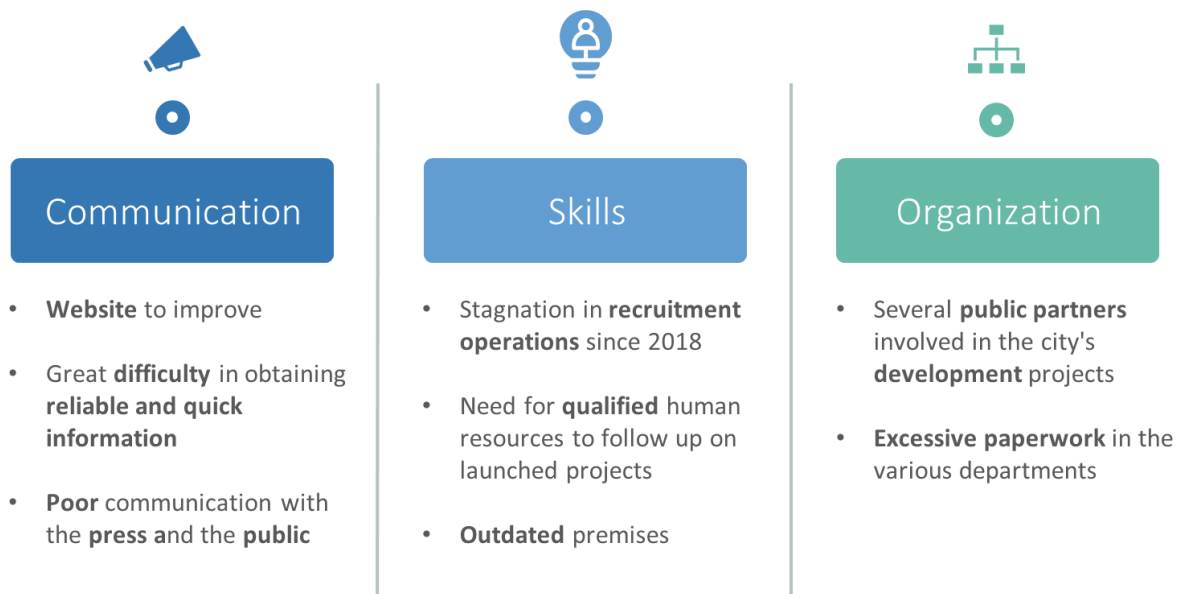 Communication
• Website to improve
• Great difficulty in obtaining
reliable and quick
information
• Poor communication with
the press and the public
Skills
• Stagnation in recruitment
operations since 2018
• Need for qualified human
resources to follow up on
launched projects
• Outdated premises
Organization
• Several public partners
involved in the city's
development projects
• Excessive paperwork in the
various departments